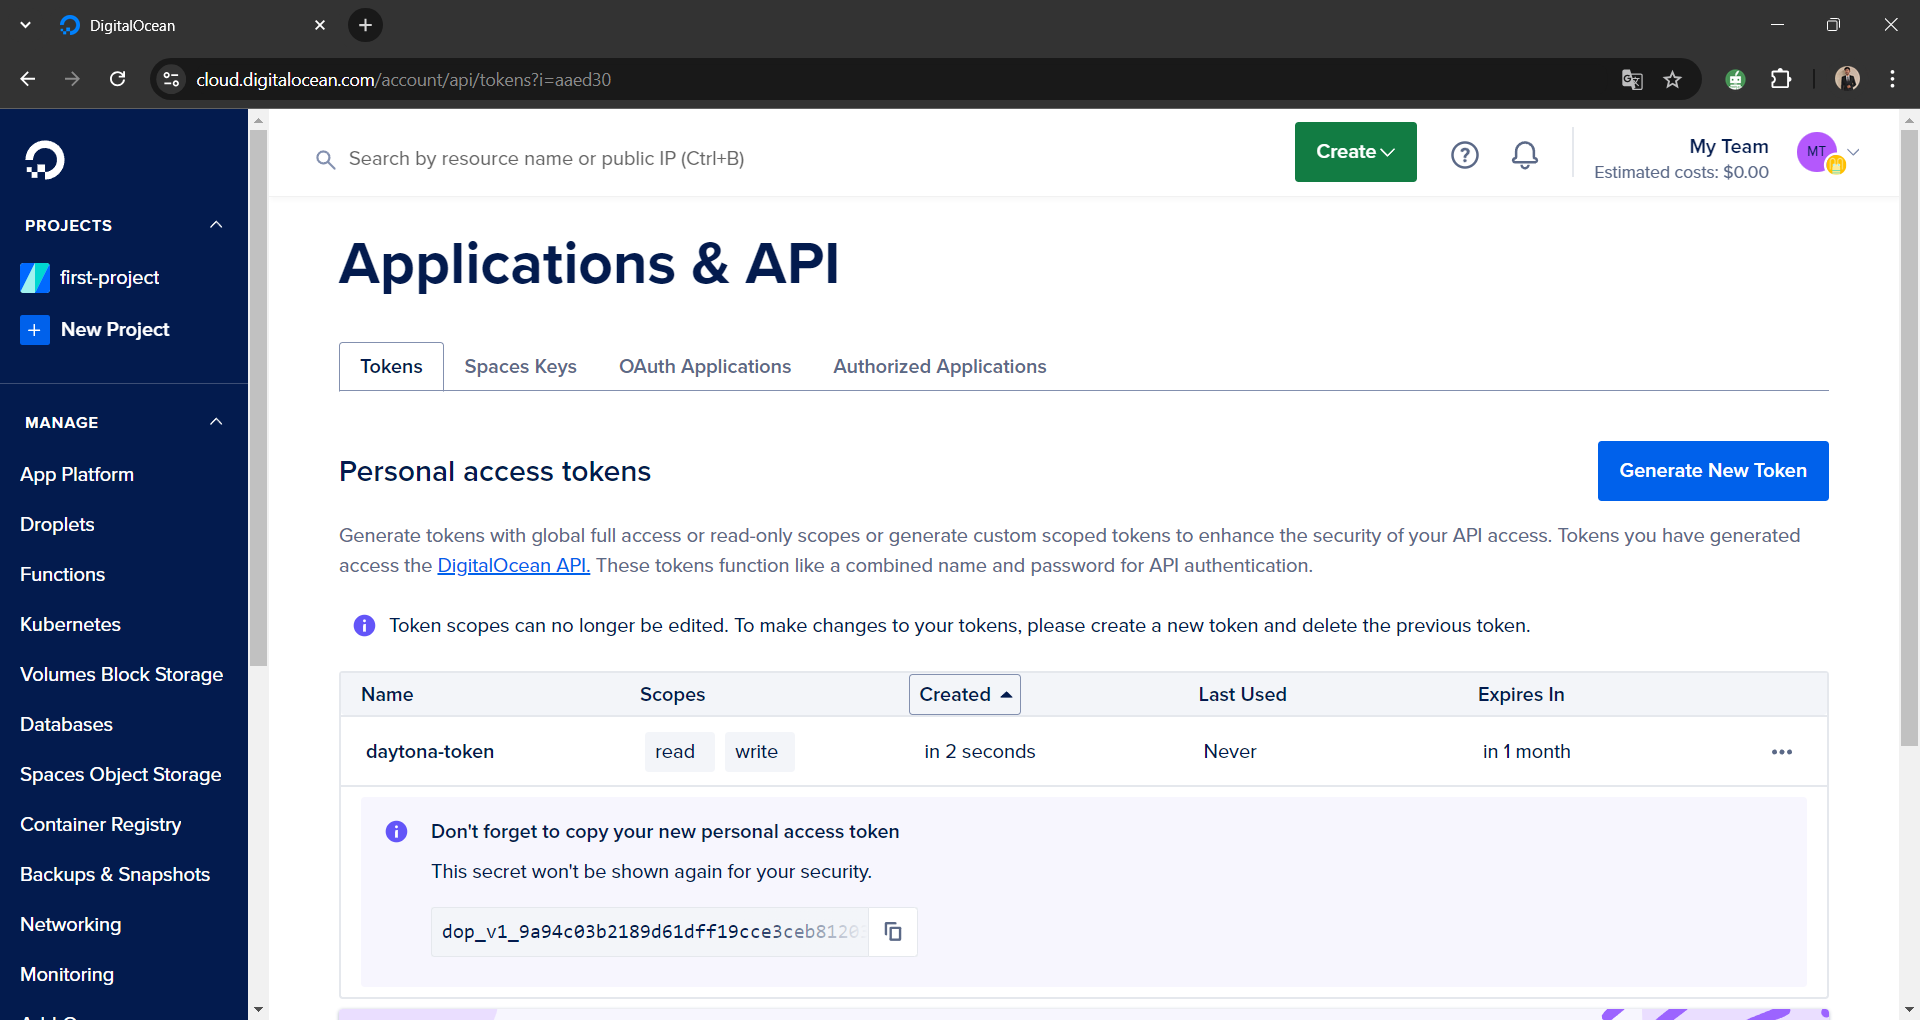 DigitalOcean
cloud.digitalocean.com/account/api/tokens?i=aaed30
Search by resource name or public IP (Ctrl+B)
Create
My Team
Estimated costs: $0.00
MT
PROJECTS
first-project
New Project
MANAGE
App Platform
Droplets
Functions
Kubernetes
Volumes Block Storage
Databases
Spaces Object Storage
Container Registry
Backups & Snapshots
Networking
Monitoring
Applications & API
Tokens
Spaces Keys
OAuth Applications
Authorized Applications
Personal access tokens
Generate New Token
Generate tokens with global full access or read-only scopes or generate custom scoped tokens to enhance the security of your API access. Tokens you have generated
access the DigitalOcean API. These tokens function like a combined name and password for API authentication.
Token scopes can no longer be edited. To make changes to your tokens, please create a new token and delete the previous token.
Name Scopes Created Last Used Expires In
daytona-token read write in 2 seconds Never in 1 month
Don't forget to copy your new personal access token
This secret won't be shown again for your security.
dop_v1_9a94c03b2189d61dff19cce3ceb8120